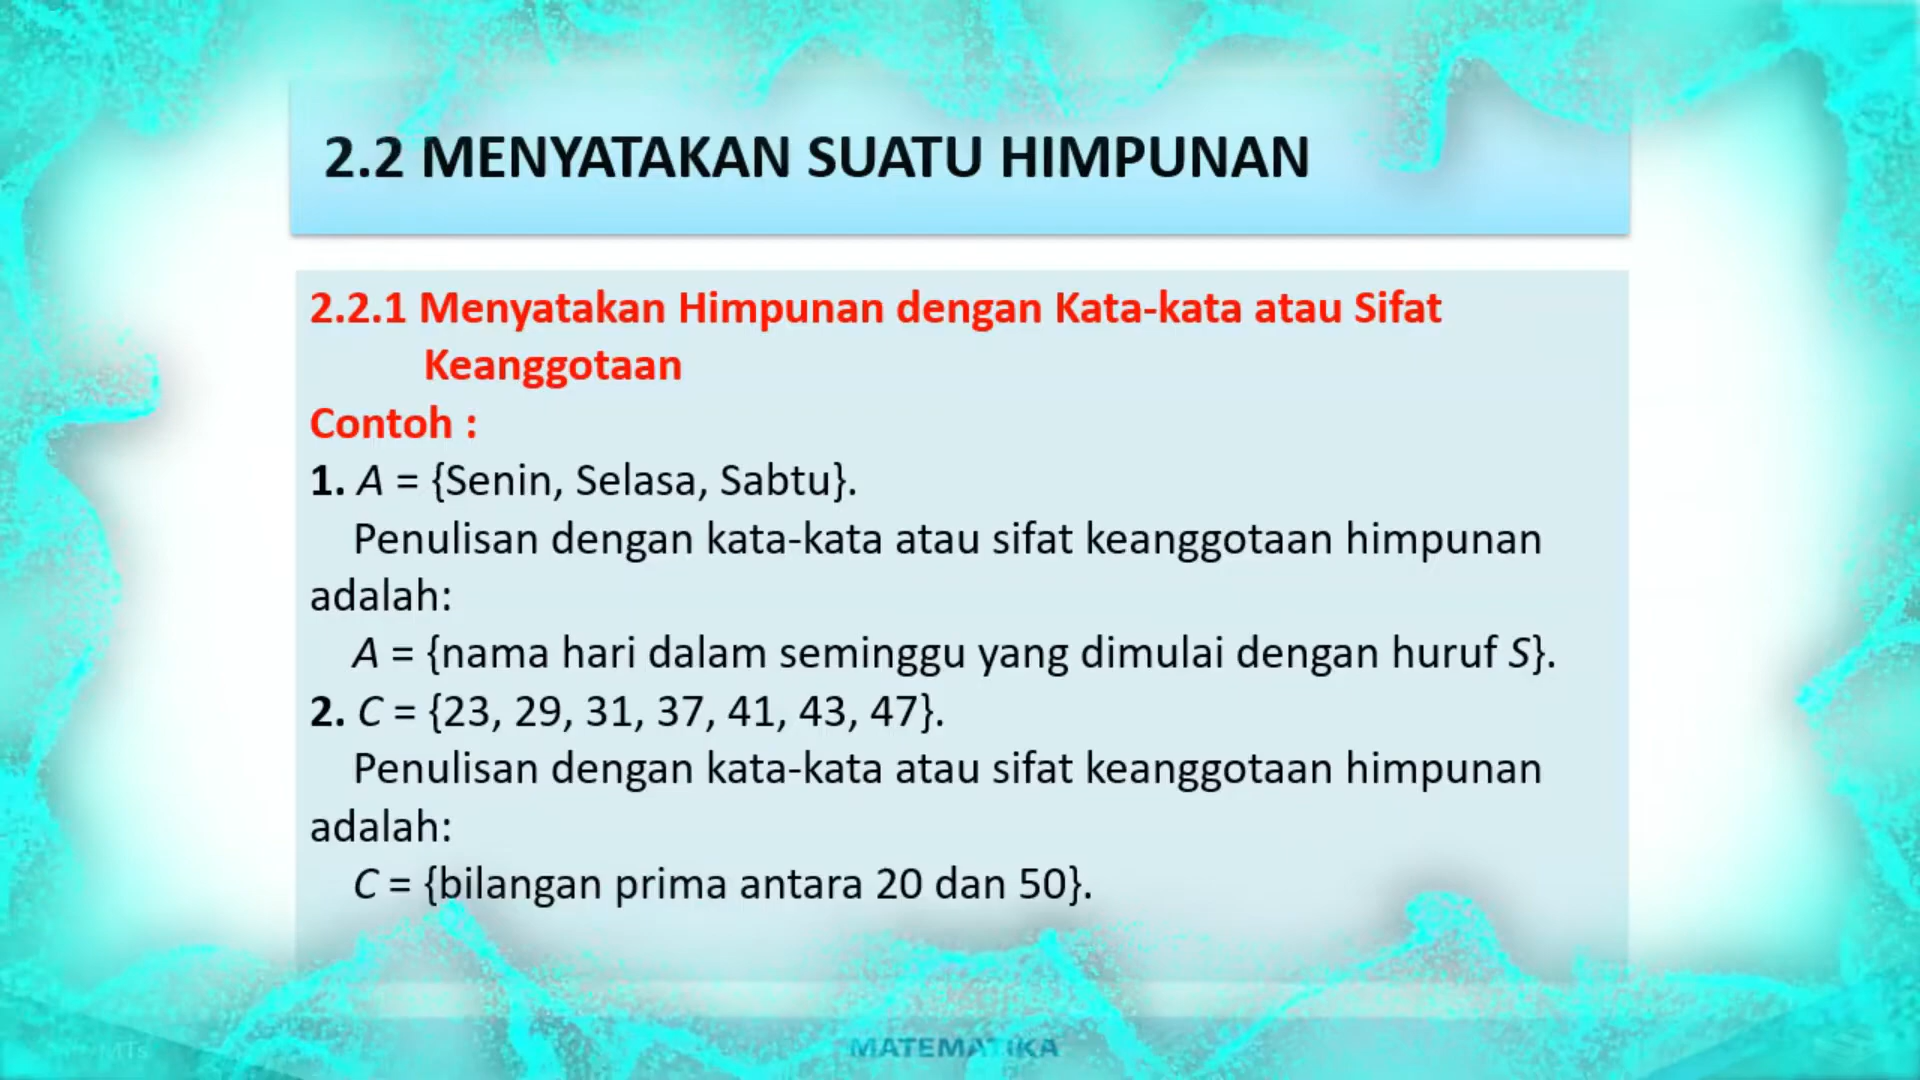 2.2 MENYATAKAN SUATU HIMPUNAN
2.2.1 Menyatakan Himpunan dengan Kata-kata atau Sifat
Keanggotaan
Contoh :
1. A = {Senin, Selasa, Sabtu}.
Penulisan dengan kata-kata atau sifat keanggotaan himpunan
adalah:
A = {nama hari dalam seminggu yang dimulai dengan huruf S}.
2. C = {23, 29, 31, 37, 41, 43, 47}.
Penulisan dengan kata-kata atau sifat keanggotaan himpunan
adalah:
C = {bilangan prima antara 20 dan 50}.
MATEMATIKA
MTs